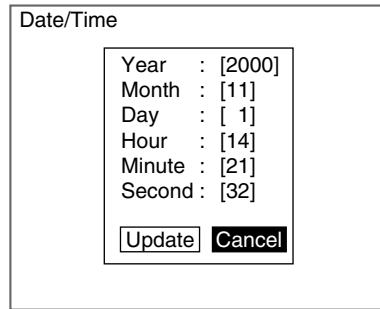 Date/Time
Year : [2000]
Month : [11]
Day : [ 1]
Hour : [14]
Minute : [21]
Second : [32]
Update Cancel